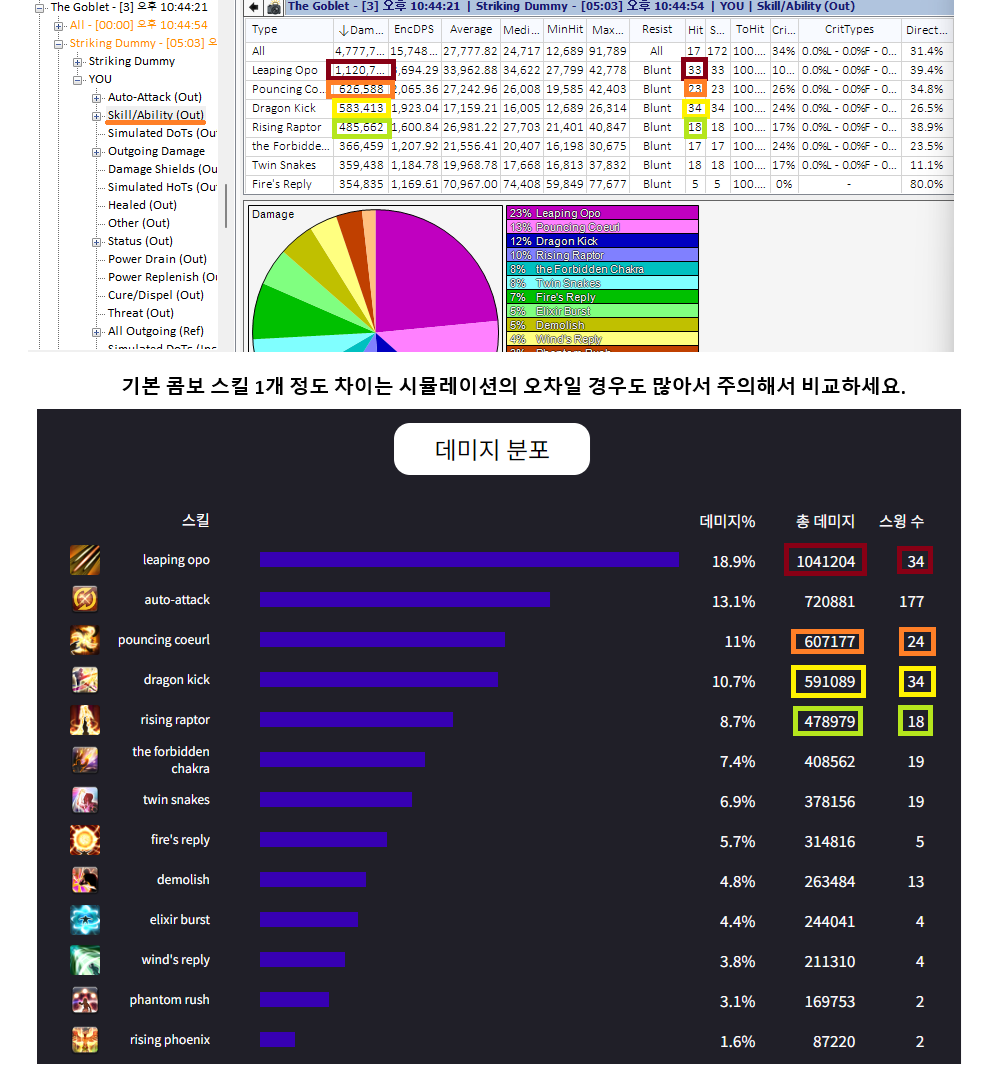 The Goblet - [3] 오후 10:44:21
All - [00:00] 오후 10:44:21
Striking Dummy - [05:03] 오
Striking Dummy
YOU
Auto-Attack (Out)
Skill/Ability (Out)
Simulated DoTs (Ou
Outgoing Damage
Damage Shields (Ou
Simulated HoTs (Ou
Healed (Out)
Other (Out)
Status (Out)
Power Drain (Out)
Power Replenish (Ou
Cure/Dispel (Out)
Threat (Out)
All Outgoing (Ref)
Simulated DoTs (Inc
The Goblet - [3] 오후 10:44:21 | Striking Dummy - [05:03] 오후 10:44:54 | YOU | Skill/Ability (Out)
Type Dam... EncDPS Average Medi... MinHit Max... Resist Hit S... ToHit Cri... CritTypes Direct...
All 4,777,7... 15,748... 27,777.82 24,717 12,689 91,789 All 17 172 100.... 34% 0.0%L - 0.0%F - 0... 31.4%
Leaping Opo 1,120,7... ,694.29 33,962.88 34,622 27,799 42,778 Blunt 33 33 100.... 10... 0.0%L - 0.0%F - 0... 39.4%
Pouncing Co... 626,588 2,065.36 27,242.96 26,008 19,585 42,403 Blunt 23 23 100.... 26% 0.0%L - 0.0%F - 0... 34.8%
Dragon Kick 583,413 1,923.04 17,159.21 16,005 12,689 26,314 Blunt 34 34 100.... 24% 0.0%L - 0.0%F - 0... 26.5%
Rising Raptor 485,662 1,600.84 26,981.22 27,703 21,401 40,847 Blunt 18 18 100.... 17% 0.0%L - 0.0%F - 0... 38.9%
the Forbidde... 366,459 1,207.92 21,556.41 20,407 16,198 30,675 Blunt 17 17 100.... 24% 0.0%L - 0.0%F - 0... 23.5%
Twin Snakes 359,438 1,184.78 19,968.78 17,668 16,813 37,832 Blunt 18 18 100.... 17% 0.0%L - 0.0%F - 0... 11.1%
Fire's Reply 354,835 1,169.61 70,967.00 74,408 59,849 77,677 Blunt 5 5 100.... 0% - 80.0%
Damage
23% Leaping Opo
13% Pouncing Coeurl
12% Dragon Kick
10% Rising Raptor
8% the Forbidden Chakra
8% Twin Snakes
7% Fire's Reply
5% Elixir Burst
5% Demolish
4% Wind's Reply
3% Phantom Rush
기본 콤보 스킬 1개 정도 차이는 시뮬레이션의 오차일 경우도 많아서 주의해서 비교하세요.
데미지 분포
스킬 데미지% 총 데미지 스윙 수
leaping opo 18.9% 1041204 34
auto-attack 13.1% 720881 177
pouncing coeurl 11% 607177 24
dragon kick 10.7% 591089 34
rising raptor 8.7% 478979 18
the forbidden
chakra 7.4% 408562 19
twin snakes 6.9% 378156 19
fire's reply 5.7% 314816 5
demolish 4.8% 263484 13
elixir burst 4.4% 244041 4
wind's reply 3.8% 211310 4
phantom rush 3.1% 169753 2
rising phoenix 1.6% 87220 2